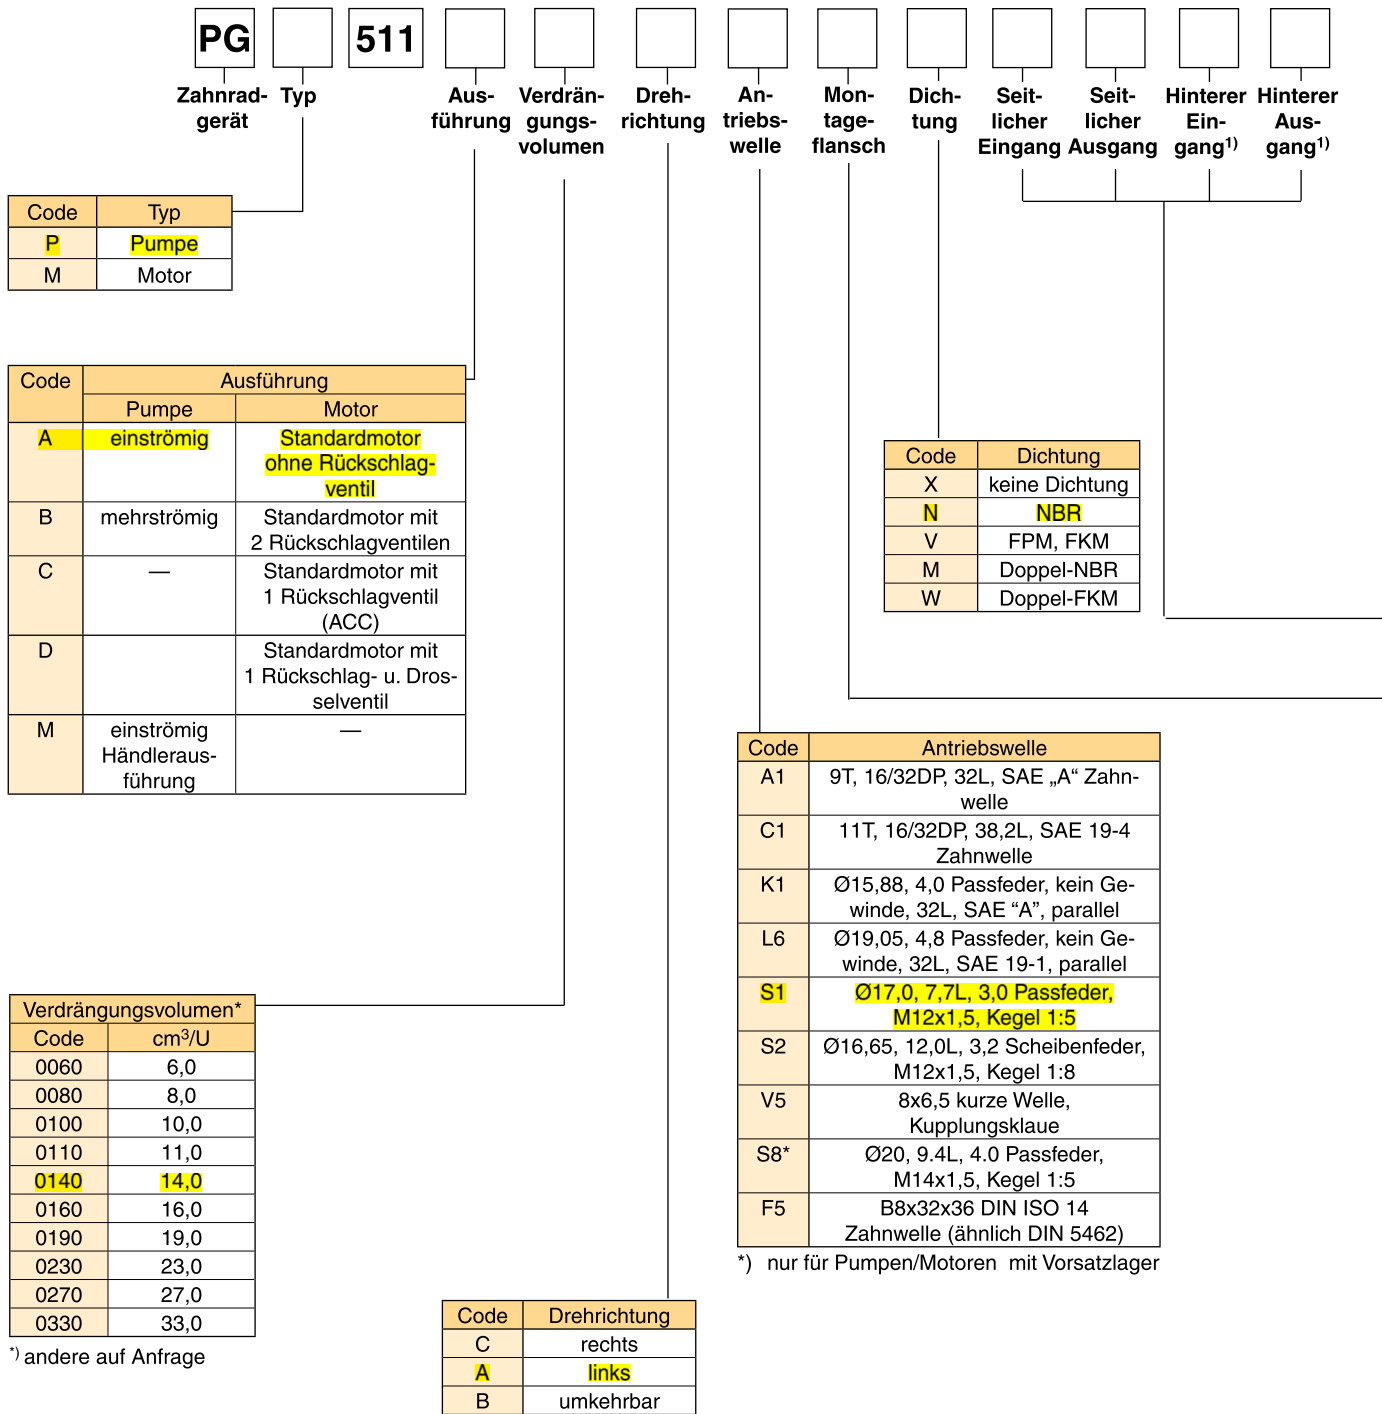 PG 511
Zahnrad-
gerät
Typ
Aus-
führung
Verdrän-
gungs-
volumen
Dreh-
richtung
An-
triebs-
welle
Mon-
tage-
flansch
Dich-
tung
Seit-
licher
Eingang
Seit-
licher
Ausgang
Hinterer
Ein-
gang1)
Hinterer
Aus-
gang1)
Code Typ
P Pumpe
M Motor
Code Ausführung
Pumpe Motor
A einströmig Standardmotor
ohne Rückschlag-
ventil
B mehrströmig Standardmotor mit
2 Rückschlagventilen
C — Standardmotor mit
1 Rückschlagventil
(ACC)
D Standardmotor mit
1 Rückschlag- u. Dros-
selventil
M einströmig —
Händleraus-
führung
Code Dichtung
X keine Dichtung
N NBR
V FPM, FKM
M Doppel-NBR
W Doppel-FKM
Code Antriebswelle
A1 9T, 16/32DP, 32L, SAE „A“ Zahn-
welle
C1 11T, 16/32DP, 38,2L, SAE 19-4
Zahnwelle
K1 Ø15,88, 4,0 Passfeder, kein Ge-
winde, 32L, SAE “A”, parallel
L6 Ø19,05, 4,8 Passfeder, kein Ge-
winde, 32L, SAE 19-1, parallel
S1 Ø17,0, 7,7L, 3,0 Passfeder,
M12x1,5, Kegel 1:5
S2 Ø16,65, 12,0L, 3,2 Scheibenfeder,
M12x1,5, Kegel 1:8
V5 8x6,5 kurze Welle,
Kupplungsklaue
S8* Ø20, 9.4L, 4.0 Passfeder,
M14x1,5, Kegel 1:5
F5 B8x32x36 DIN ISO 14
Zahnwelle (ähnlich DIN 5462)
*) nur für Pumpen/Motoren mit Vorsatzlager
Verdrängungsvolumen*
Code cm³/U
0060 6,0
0080 8,0
0100 10,0
0110 11,0
0140 14,0
0160 16,0
0190 19,0
0230 23,0
0270 27,0
0330 33,0
*) andere auf Anfrage
Code Drehrichtung
C rechts
A links
B umkehrbar